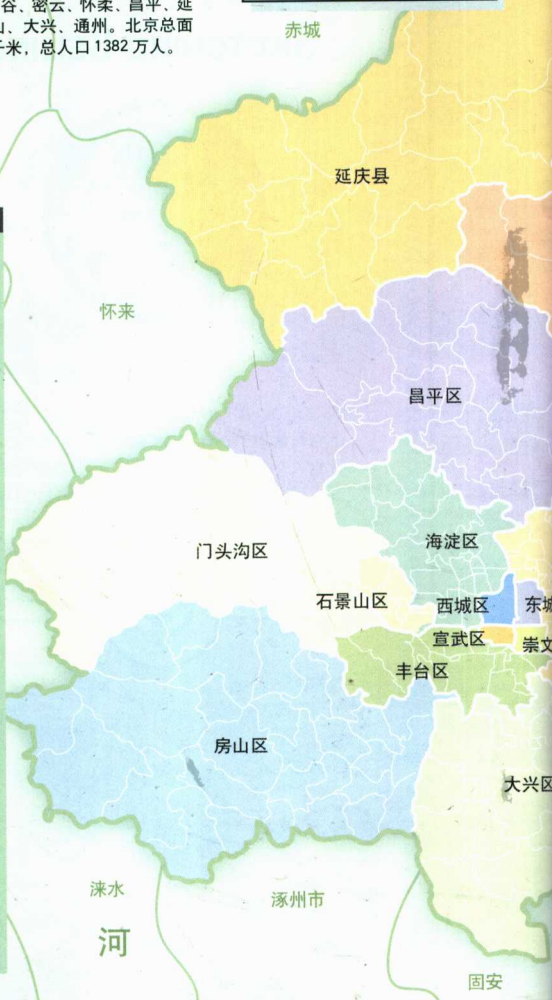 谷、密云、怀柔、昌平、延
山、大兴、通州。北京总面
千米，总人口1382万人。
赤城
延庆县
怀来
昌平区
海淀区
门头沟区
石景山区
西城区
东城
宣武区
崇文
丰台区
房山区
大兴区
涞水
涿州市
河
固安